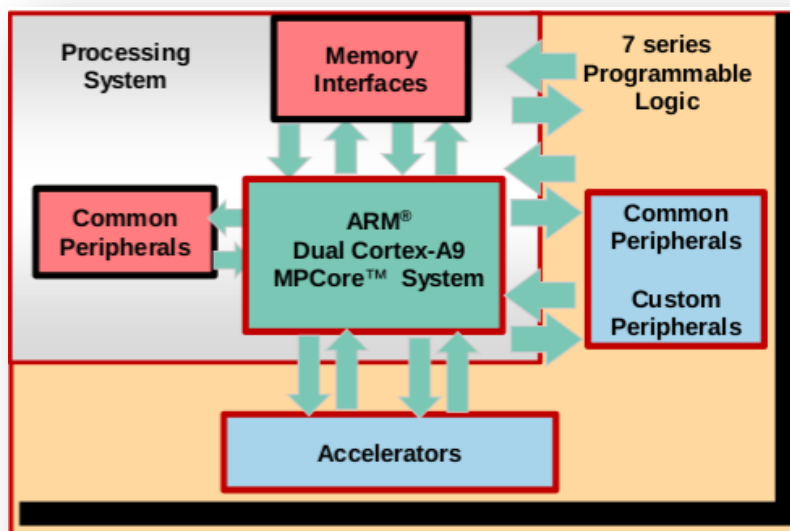 Processing
System
Memory
Interfaces
7 series
Programmable
Logic
Common
Peripherals
ARM®
Dual Cortex-A9
MPCore™ System
Common
Peripherals
Custom
Peripherals
Accelerators